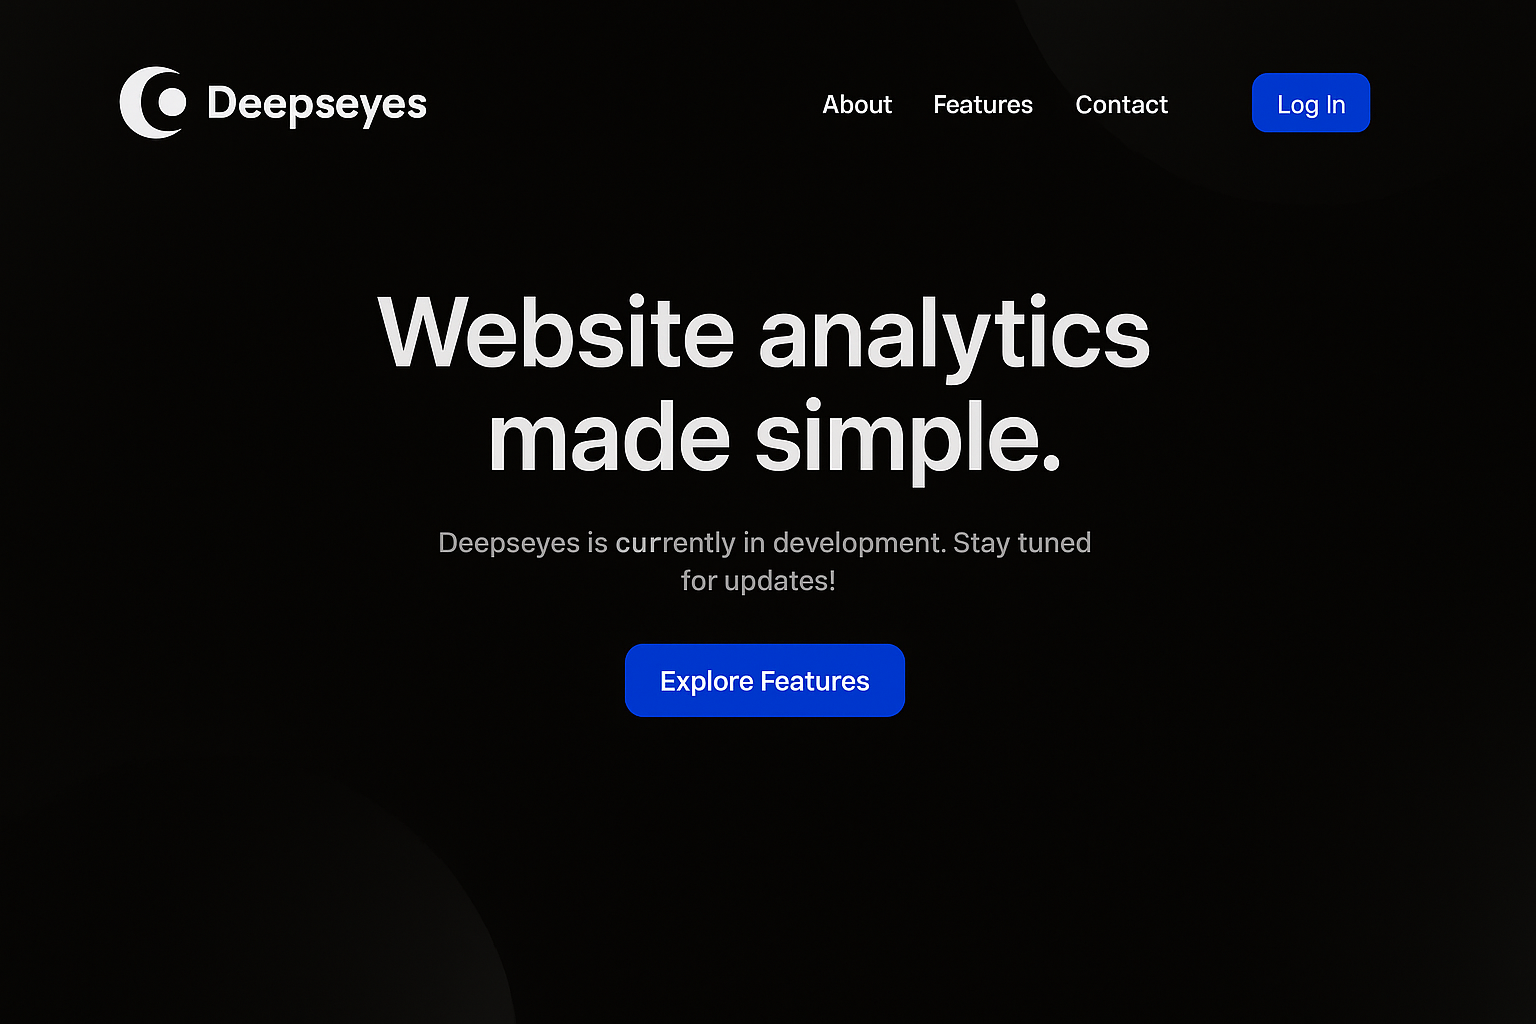 Deepseyes
About
Features
Contact
Log In
Website analytics
made simple.
Deepseyes is currently in development. Stay tuned
for updates!
Explore Features